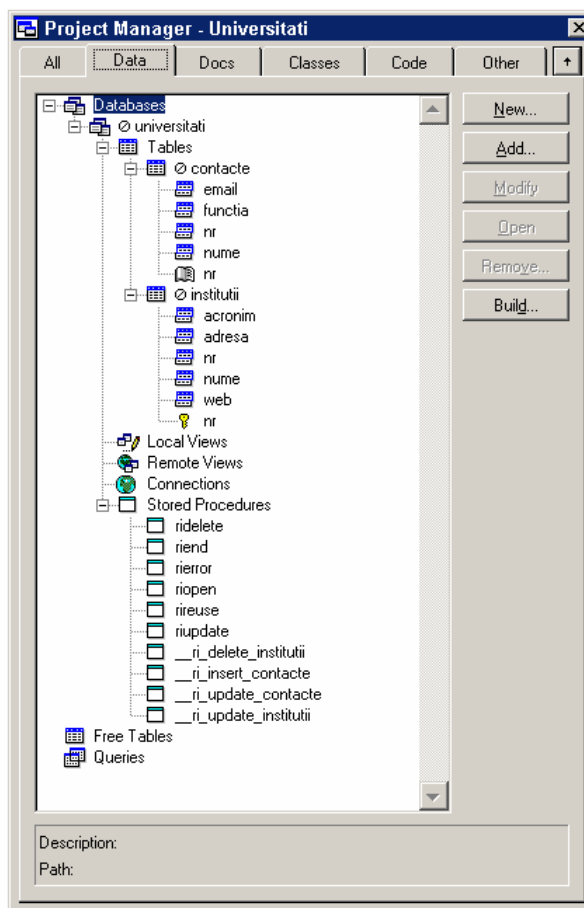 Project Manager - Universitati
All Data Docs Classes Code Other
Databases
universitati
Tables
contacte
email
functia
nr
nume
nr
institutii
acronim
adresa
nr
nume
web
nr
Local Views
Remote Views
Connections
Stored Procedures
ridelete
riend
rierror
riopen
rireuse
riupdate
__ri_delete_institutii
__ri_insert_contacte
__ri_update_contacte
__ri_update_institutii
Free Tables
Queries
New...
Add...
Modify
Open
Remove...
Build...
Description:
Path: